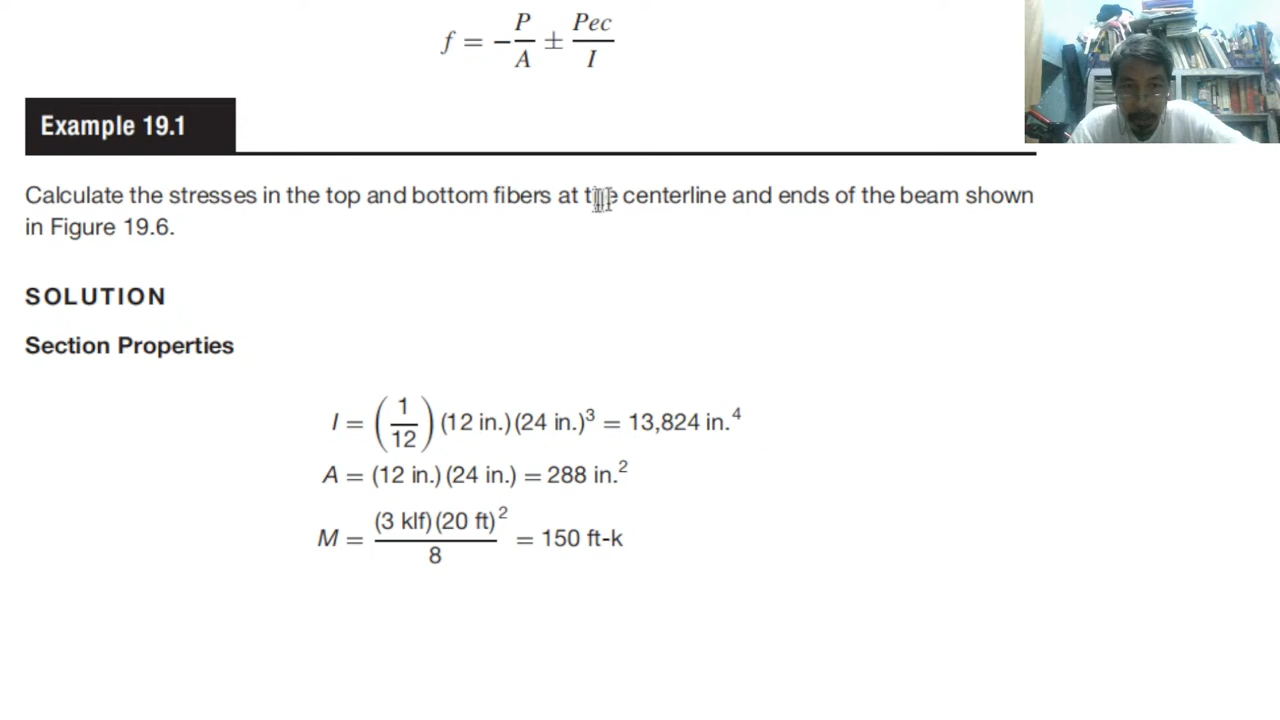 f = −P/A ± Pec/I
Example 19.1
Calculate the stresses in the top and bottom fibers at the centerline and ends of the beam shown
in Figure 19.6.
SOLUTION
Section Properties
I = (1/12)(12 in.)(24 in.)³ = 13,824 in.⁴
A = (12 in.)(24 in.) = 288 in.²
M = (3 klf)(20 ft)²/8 = 150 ft-k